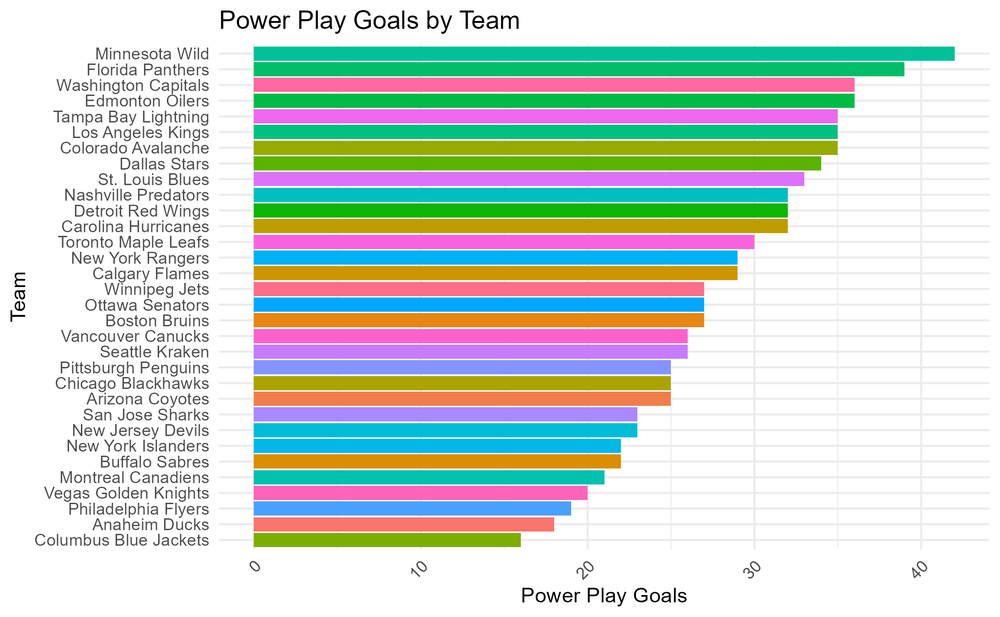 Power Play Goals by Team
Minnesota Wild
Florida Panthers
Washington Capitals
Edmonton Oilers
Tampa Bay Lightning
Los Angeles Kings
Colorado Avalanche
Dallas Stars
St. Louis Blues
Nashville Predators
Detroit Red Wings
Carolina Hurricanes
Toronto Maple Leafs
New York Rangers
Calgary Flames
Winnipeg Jets
Ottawa Senators
Boston Bruins
Vancouver Canucks
Seattle Kraken
Pittsburgh Penguins
Chicago Blackhawks
Arizona Coyotes
San Jose Sharks
New Jersey Devils
New York Islanders
Buffalo Sabres
Montreal Canadiens
Vegas Golden Knights
Philadelphia Flyers
Anaheim Ducks
Columbus Blue Jackets
Team
0 10 20 30 40
Power Play Goals